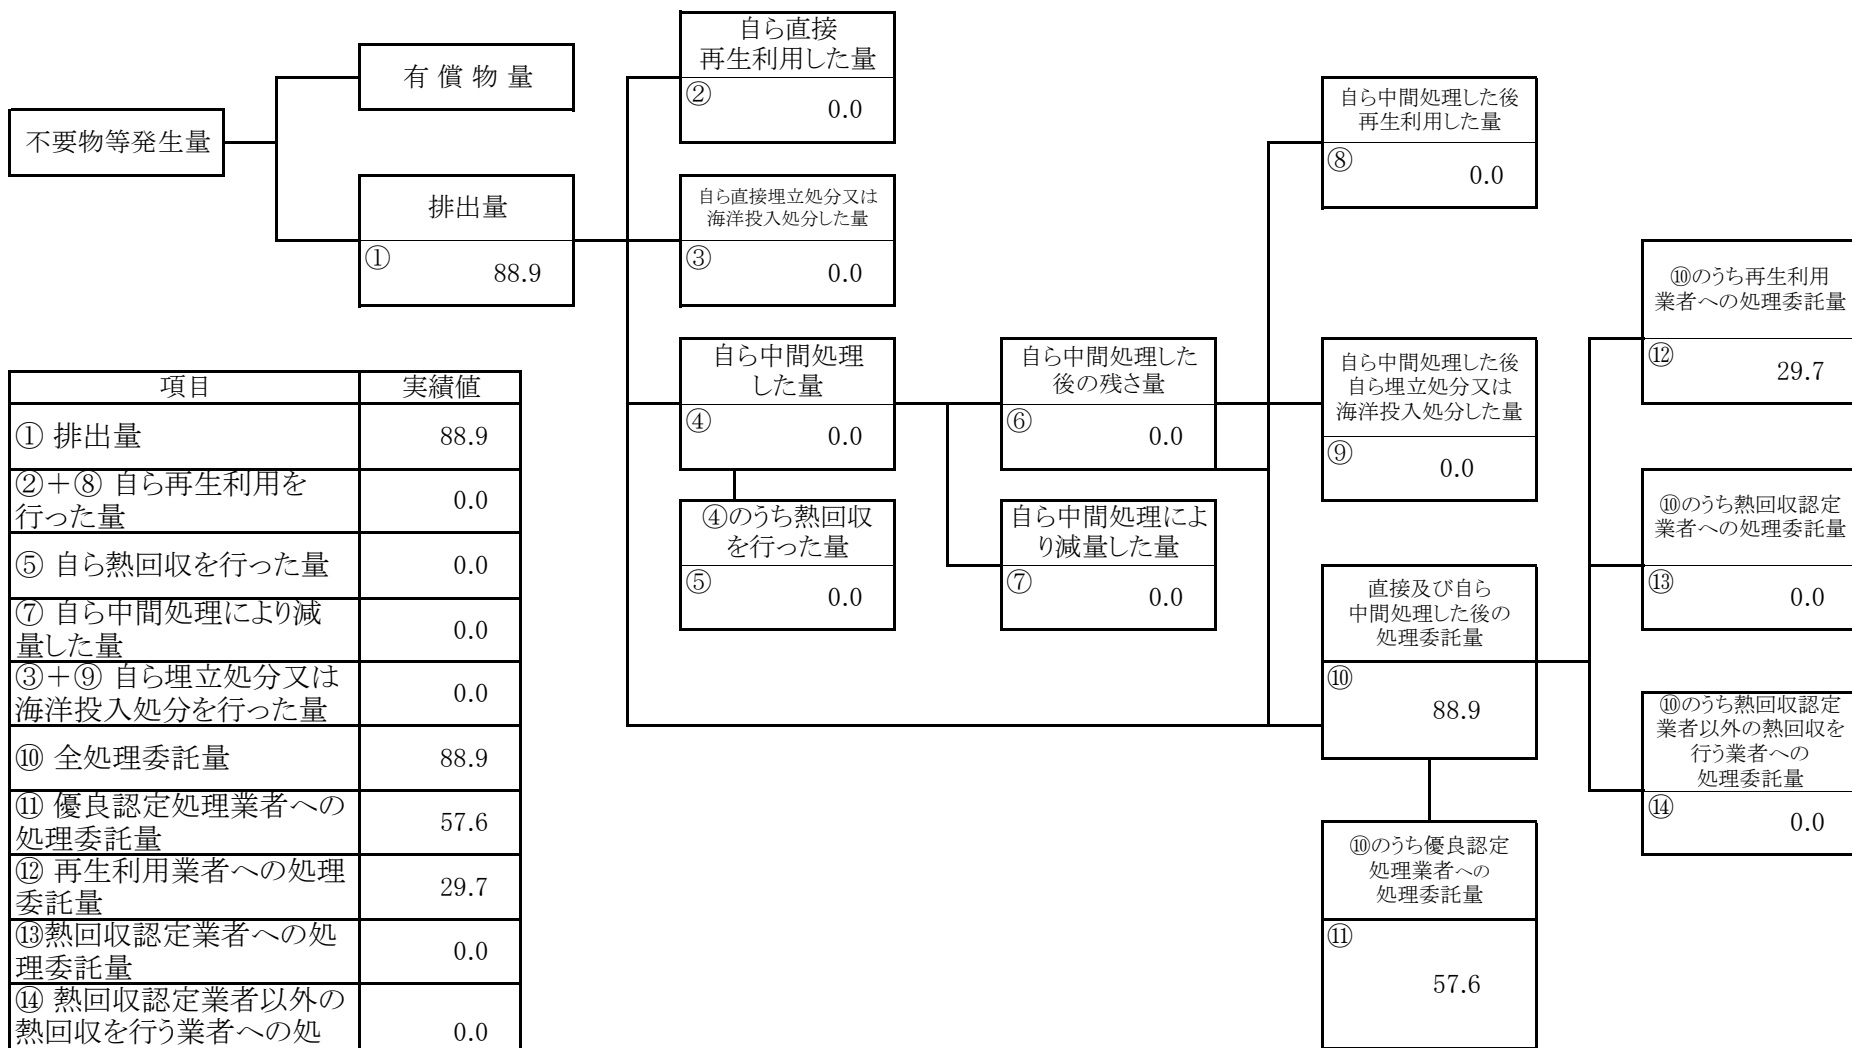 不要物等発生量
有 償 物 量
排出量
①
88.9
自ら直接
再生利用した量
②
0.0
自ら直接埋立処分又は
海洋投入処分した量
③
0.0
自ら中間処理
した量
④
0.0
④のうち熱回収
を行った量
⑤
0.0
自ら中間処理した
後の残さ量
⑥
0.0
自ら中間処理によ
り減量した量
⑦
0.0
自ら中間処理した後
再生利用した量
⑧
0.0
自ら中間処理した後
自ら埋立処分又は
海洋投入処分した量
⑨
0.0
直接及び自ら
中間処理した後の
処理委託量
⑩
88.9
⑩のうち優良認定
処理業者への
処理委託量
⑪
57.6
⑩のうち再生利用
業者への処理委託量
⑫
29.7
⑩のうち熱回収認定
業者への処理委託量
⑬
0.0
⑩のうち熱回収認定
業者以外の熱回収を
行う業者への
処理委託量
⑭
0.0
項目 実績値
① 排出量 88.9
②+⑧ 自ら再生利用を
行った量 0.0
⑤ 自ら熱回収を行った量 0.0
⑦ 自ら中間処理により減
量した量 0.0
③+⑨ 自ら埋立処分又は
海洋投入処分を行った量 0.0
⑩ 全処理委託量 88.9
⑪ 優良認定処理業者への
処理委託量 57.6
⑫ 再生利用業者への処理
委託量 29.7
⑬熱回収認定業者への処
理委託量 0.0
⑭ 熱回収認定業者以外の
熱回収を行う業者への処 0.0